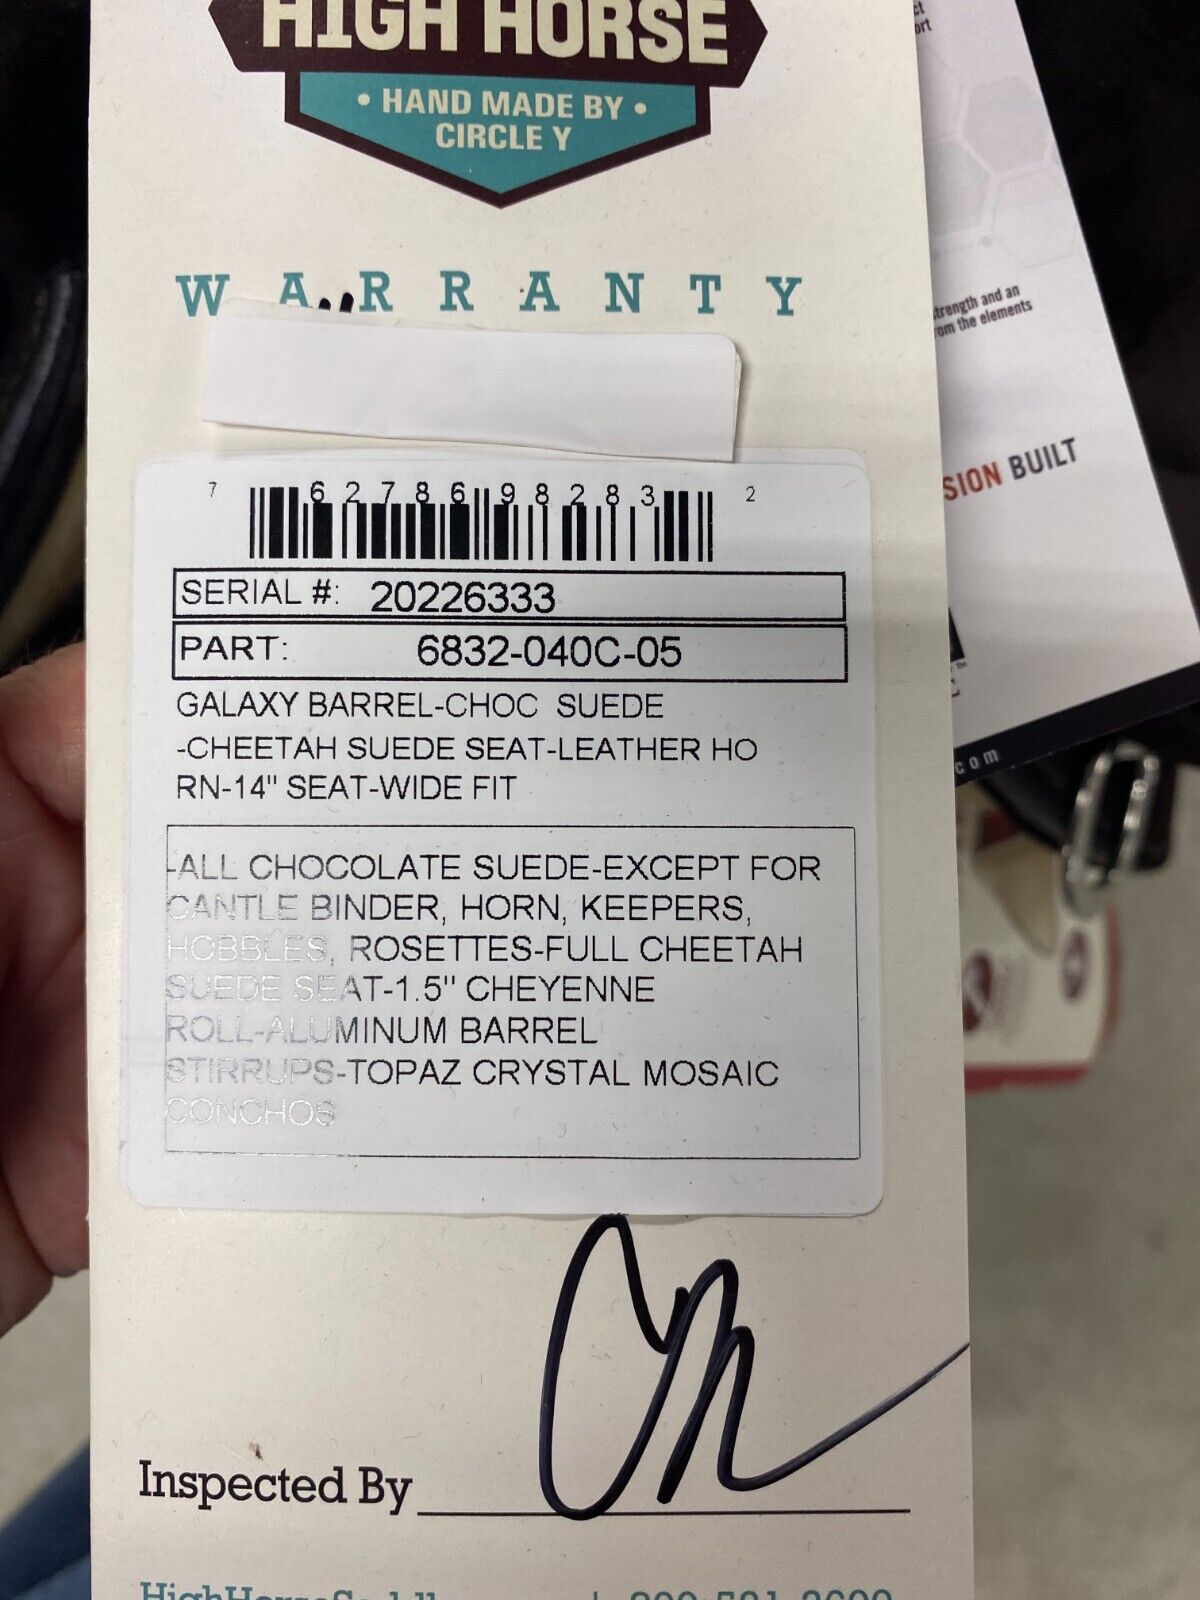 HIGH HORSE
• HAND MADE BY •
CIRCLE Y
WARRANTY
7 62786 98283 2
SERIAL #: 20226333
PART: 6832-040C-05
GALAXY BARREL-CHOC SUEDE
-CHEETAH SUEDE SEAT-LEATHER HO
RN-14" SEAT-WIDE FIT
-ALL CHOCOLATE SUEDE-EXCEPT FOR
CANTLE BINDER, HORN, KEEPERS,
HOBBLES, ROSETTES-FULL CHEETAH
SUEDE SEAT-1.5" CHEYENNE
ROLL-ALUMINUM BARREL
STIRRUPS-TOPAZ CRYSTAL MOSAIC
CONCHOS
Inspected By
strength and an
from the elements
SION BUILT
com